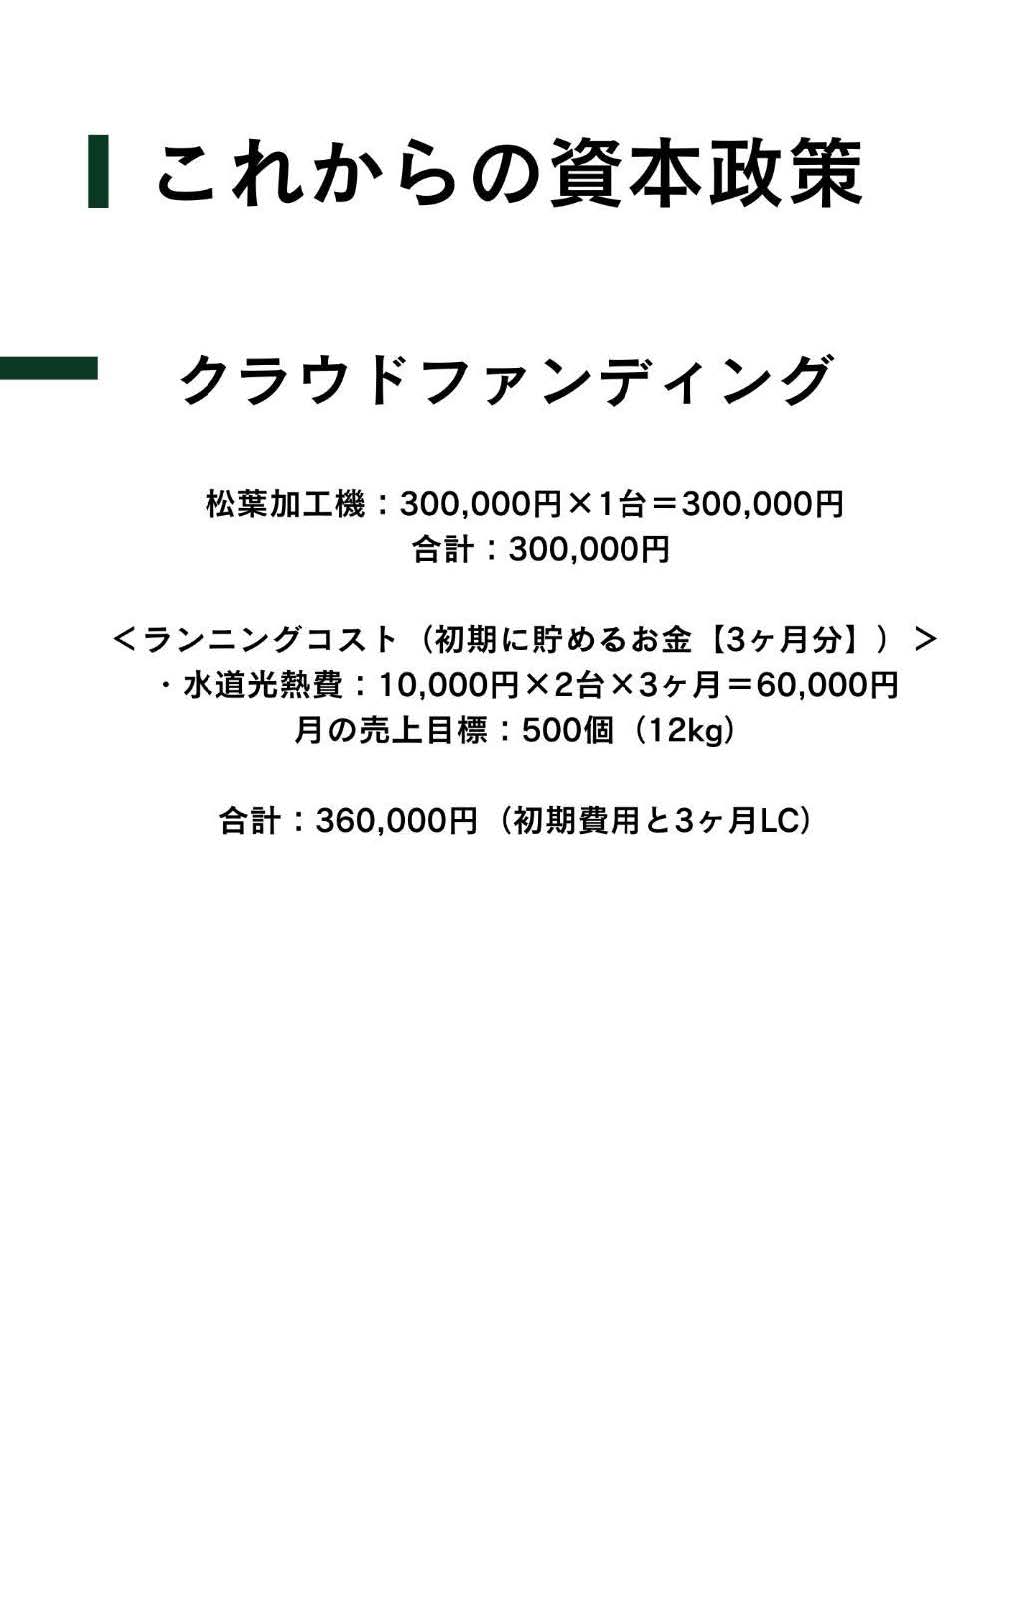 これからの資本政策
クラウドファンディング
松葉加工機：300,000円×1台＝300,000円
合計：300,000円
＜ランニングコスト（初期に貯めるお金【3ヶ月分】）＞
・水道光熱費：10,000円×2台×3ヶ月＝60,000円
月の売上目標：500個（12kg）
合計：360,000円（初期費用と3ヶ月LC）